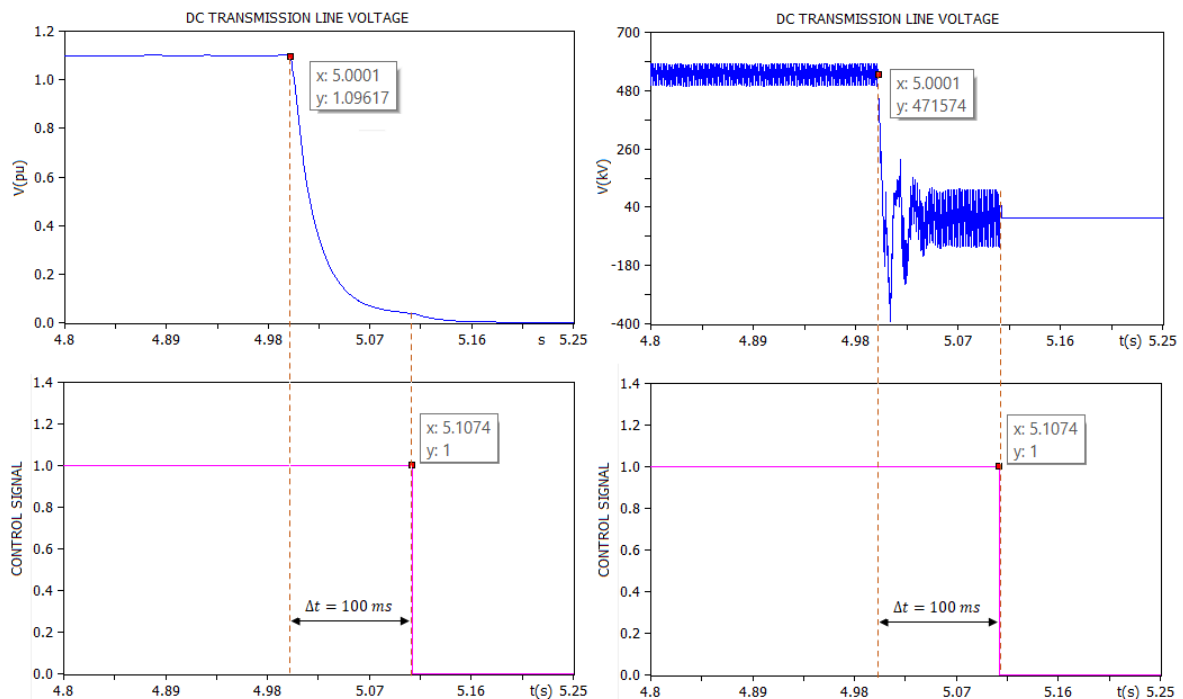 DC TRANSMISSION LINE VOLTAGE
1.2
1.0
0.8
0.6
0.4
0.2
0.0
V(pu)
x: 5.0001
y: 1.09617
4.8 4.89 4.98 5.07 5.16 s 5.25
DC TRANSMISSION LINE VOLTAGE
700
480
260
40
-180
-400
V(kV)
x: 5.0001
y: 471574
4.8 4.89 4.98 5.07 5.16 t(s) 5.25
1.4
1.2
1.0
0.8
0.6
0.4
0.2
0.0
CONTROL SIGNAL
x: 5.1074
y: 1
Δt = 100 ms
4.8 4.89 4.98 5.07 5.16 t(s) 5.25
1.4
1.2
1.0
0.8
0.6
0.4
0.2
0.0
CONTROL SIGNAL
x: 5.1074
y: 1
Δt = 100 ms
4.8 4.89 4.98 5.07 5.16 t(s) 5.25